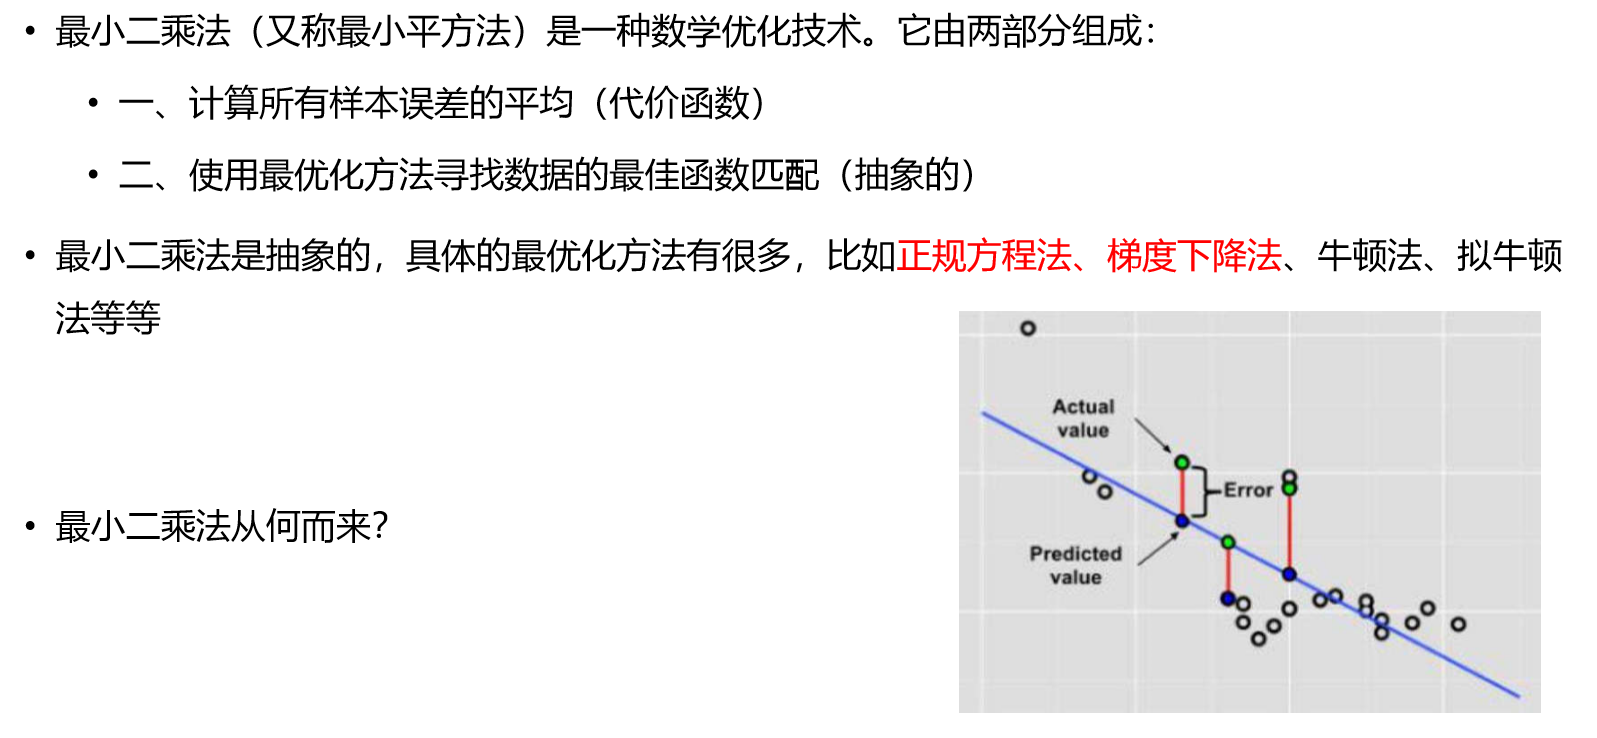 • 最小二乘法（又称最小平方法）是一种数学优化技术。它由两部分组成：
• 一、计算所有样本误差的平均（代价函数）
• 二、使用最优化方法寻找数据的最佳函数匹配（抽象的）
• 最小二乘法是抽象的，具体的最优化方法有很多，比如正规方程法、梯度下降法、牛顿法、拟牛顿
法等等
• 最小二乘法从何而来？
Actual
value
Error
Predicted
value